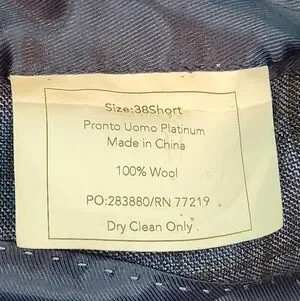 Size:38Short
Pronto Uomo Platinum
Made in China
100% Wool
PO:283880/RN 77219
Dry Clean Only